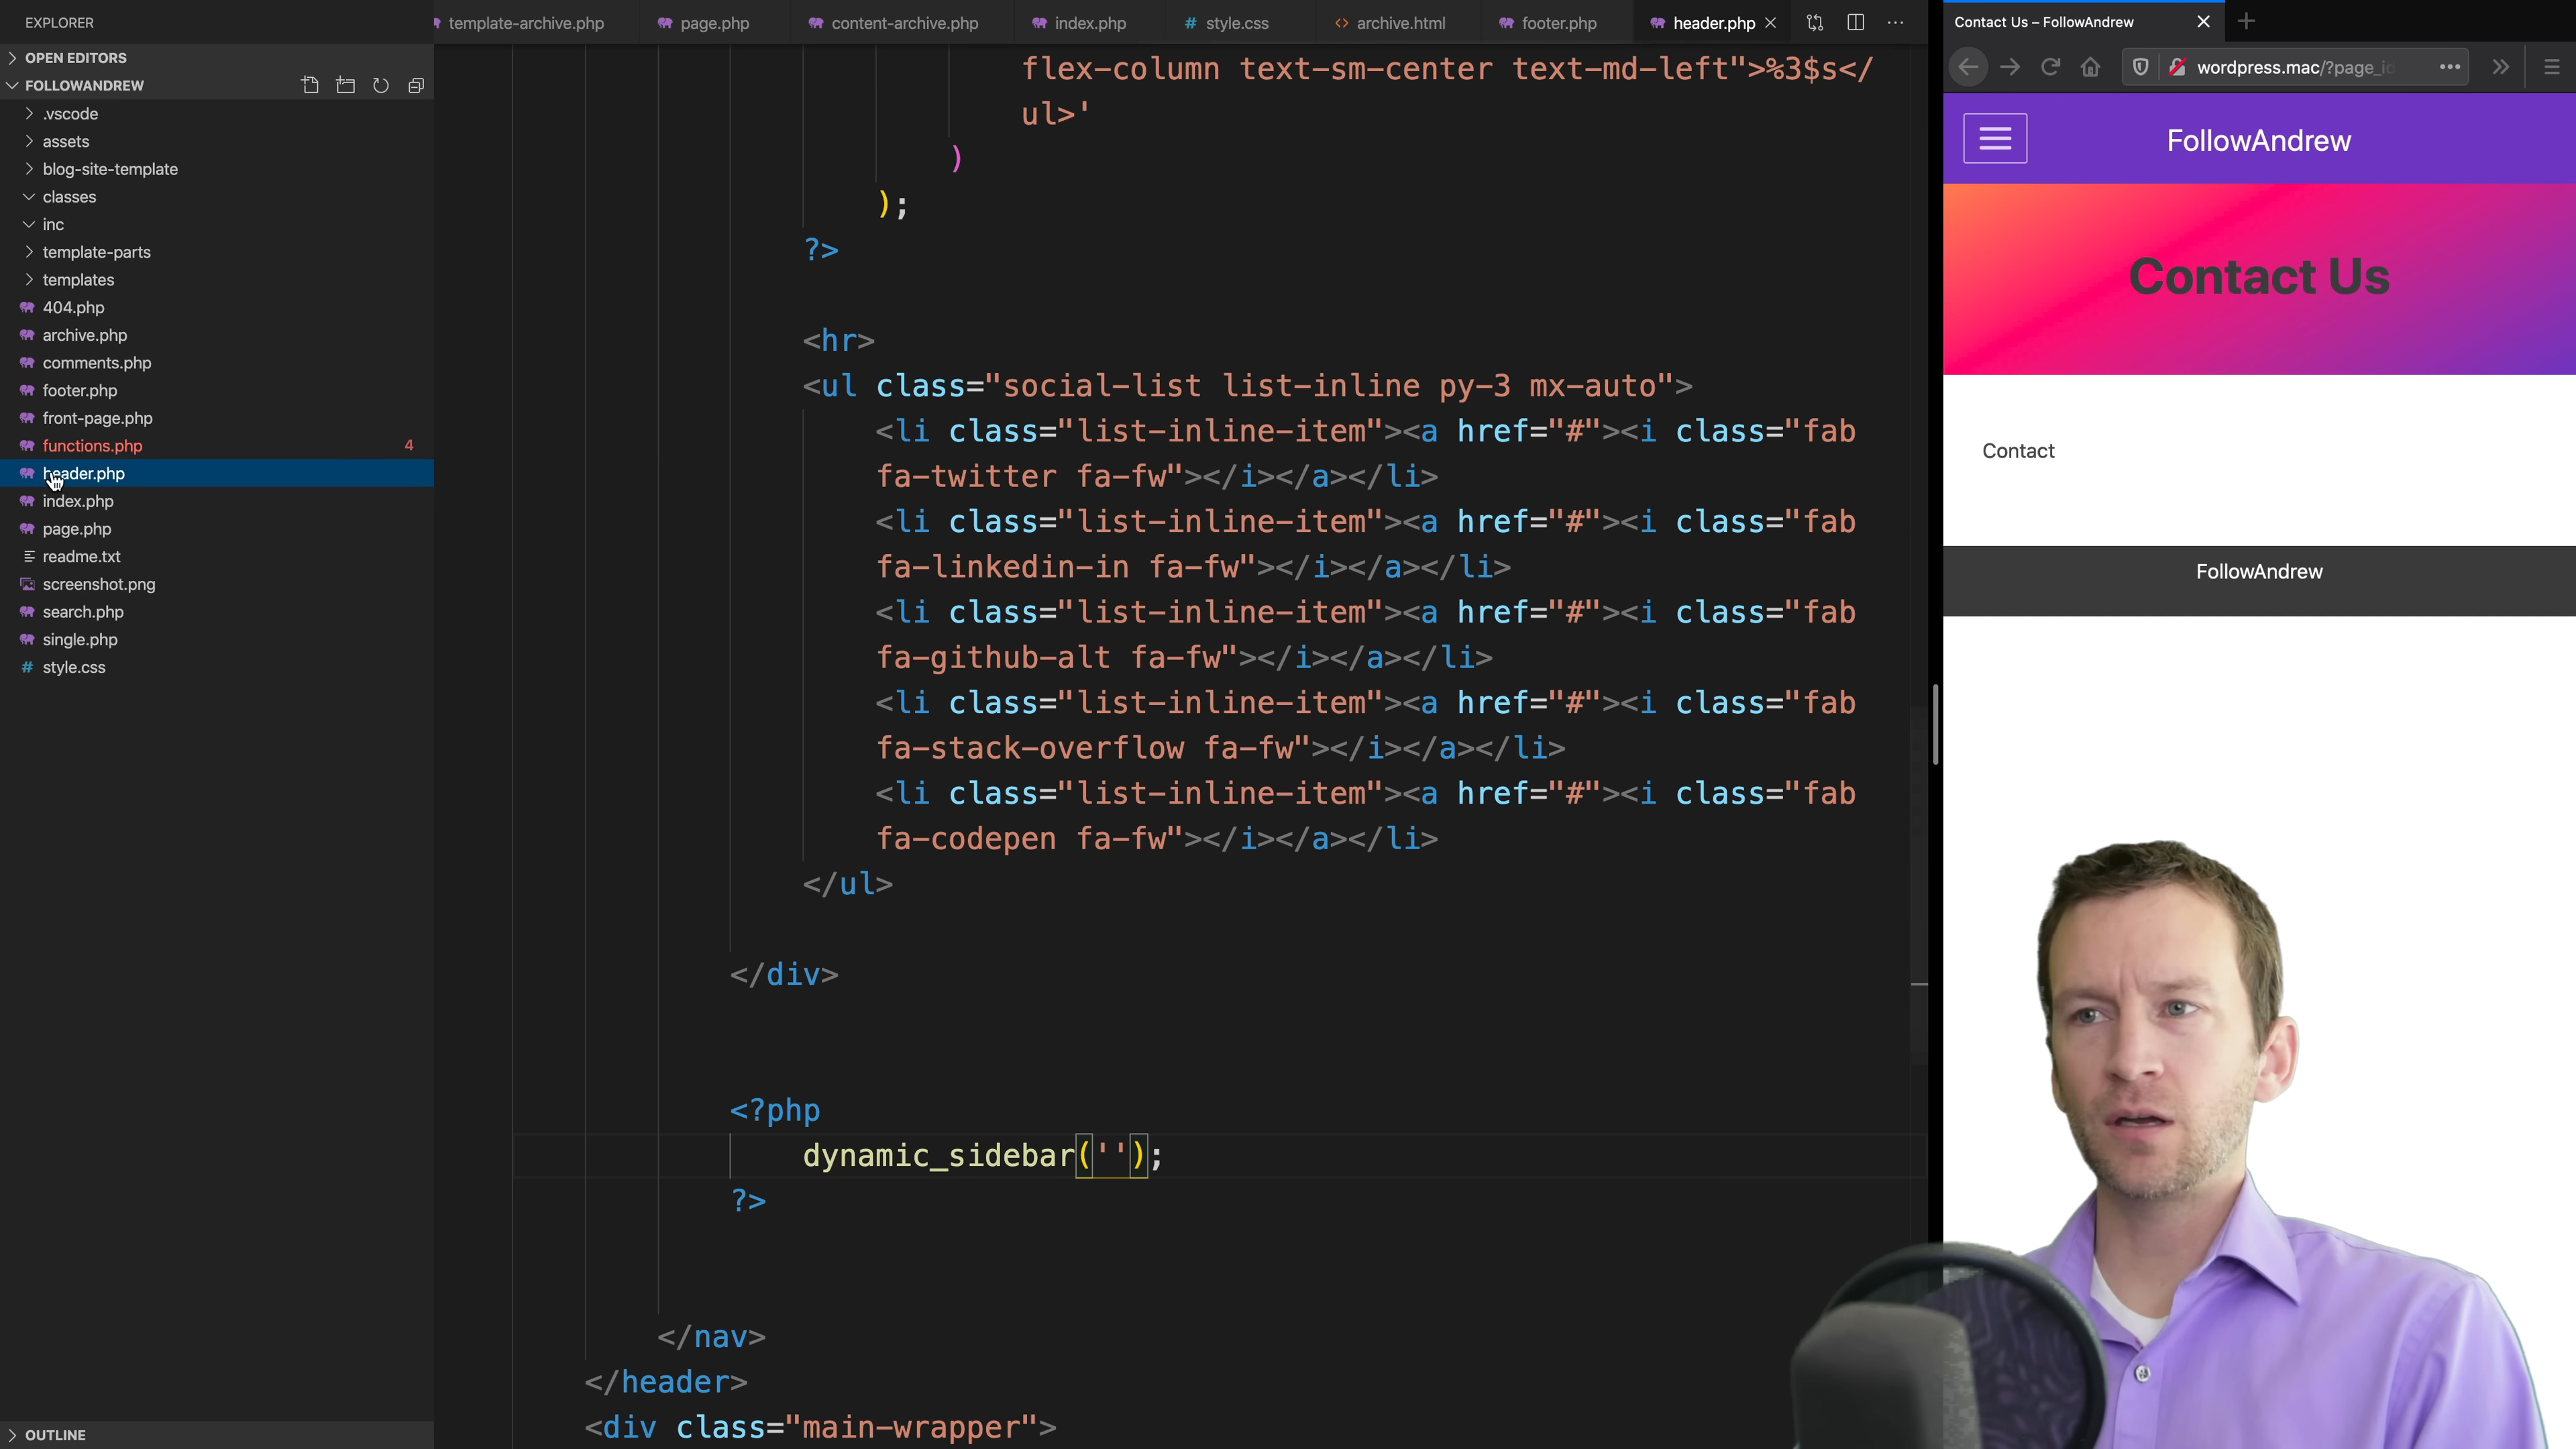 EXPLORER
OPEN EDITORS
FOLLOWANDREW
.vscode
assets
blog-site-template
classes
inc
template-parts
templates
404.php
archive.php
comments.php
footer.php
front-page.php
functions.php 4
header.php
index.php
page.php
readme.txt
screenshot.png
search.php
single.php
# style.css
OUTLINE
template-archive.php page.php content-archive.php index.php # style.css <> archive.html footer.php header.php
flex-column text-sm-center text-md-left">%3$s</
ul>'
)
);
?>
<hr>
<ul class="social-list list-inline py-3 mx-auto">
<li class="list-inline-item"><a href="#"><i class="fab
fa-twitter fa-fw"></i></a></li>
<li class="list-inline-item"><a href="#"><i class="fab
fa-linkedin-in fa-fw"></i></a></li>
<li class="list-inline-item"><a href="#"><i class="fab
fa-github-alt fa-fw"></i></a></li>
<li class="list-inline-item"><a href="#"><i class="fab
fa-stack-overflow fa-fw"></i></a></li>
<li class="list-inline-item"><a href="#"><i class="fab
fa-codepen fa-fw"></i></a></li>
</ul>
</div>
<?php
dynamic_sidebar('');
?>
</nav>
</header>
<div class="main-wrapper">
Contact Us – FollowAndrew
wordpress.mac/?page_id
FollowAndrew
Contact Us
Contact
FollowAndrew